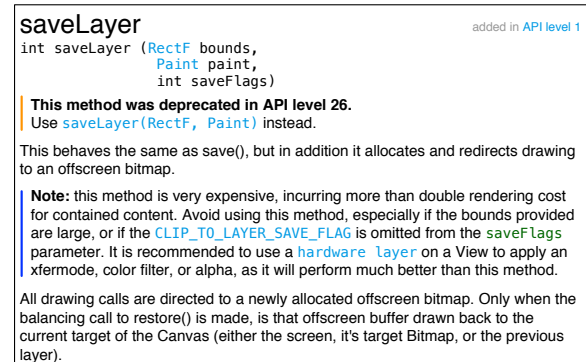 saveLayer added in API level 1
int saveLayer (RectF bounds,
Paint paint,
int saveFlags)
This method was deprecated in API level 26.
Use saveLayer(RectF, Paint) instead.
This behaves the same as save(), but in addition it allocates and redirects drawing
to an offscreen bitmap.
Note: this method is very expensive, incurring more than double rendering cost
for contained content. Avoid using this method, especially if the bounds provided
are large, or if the CLIP_TO_LAYER_SAVE_FLAG is omitted from the saveFlags
parameter. It is recommended to use a hardware layer on a View to apply an
xfermode, color filter, or alpha, as it will perform much better than this method.
All drawing calls are directed to a newly allocated offscreen bitmap. Only when the
balancing call to restore() is made, is that offscreen buffer drawn back to the
current target of the Canvas (either the screen, it's target Bitmap, or the previous
layer).